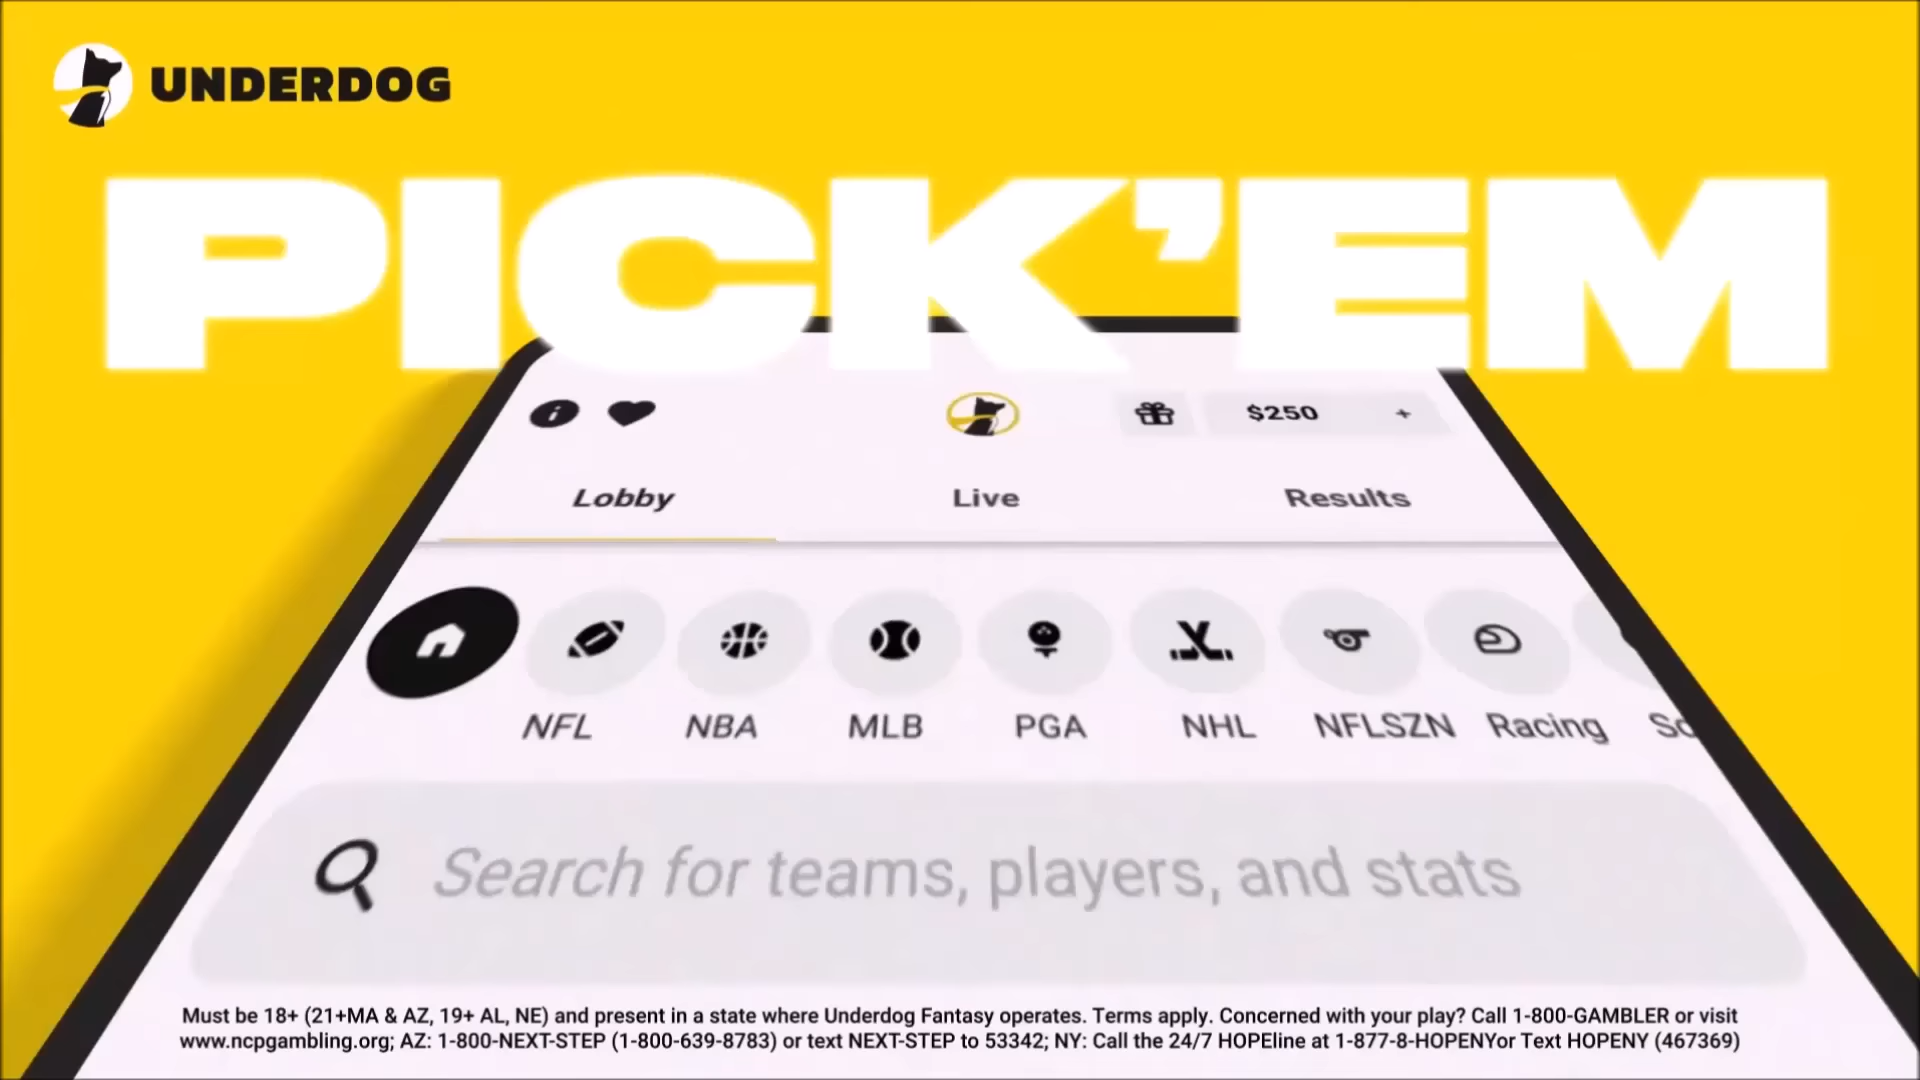 UNDERDOG
PICK'EM
$250 +
Lobby Live Results
NFL NBA MLB PGA NHL NFLSZN Racing
Search for teams, players, and stats
Must be 18+ (21+MA & AZ, 19+ AL, NE) and present in a state where Underdog Fantasy operates. Terms apply. Concerned with your play? Call 1-800-GAMBLER or visit
www.ncpgambling.org; AZ: 1-800-NEXT-STEP (1-800-639-8783) or text NEXT-STEP to 53342; NY: Call the 24/7 HOPEline at 1-877-8-HOPENYor Text HOPENY (467369)